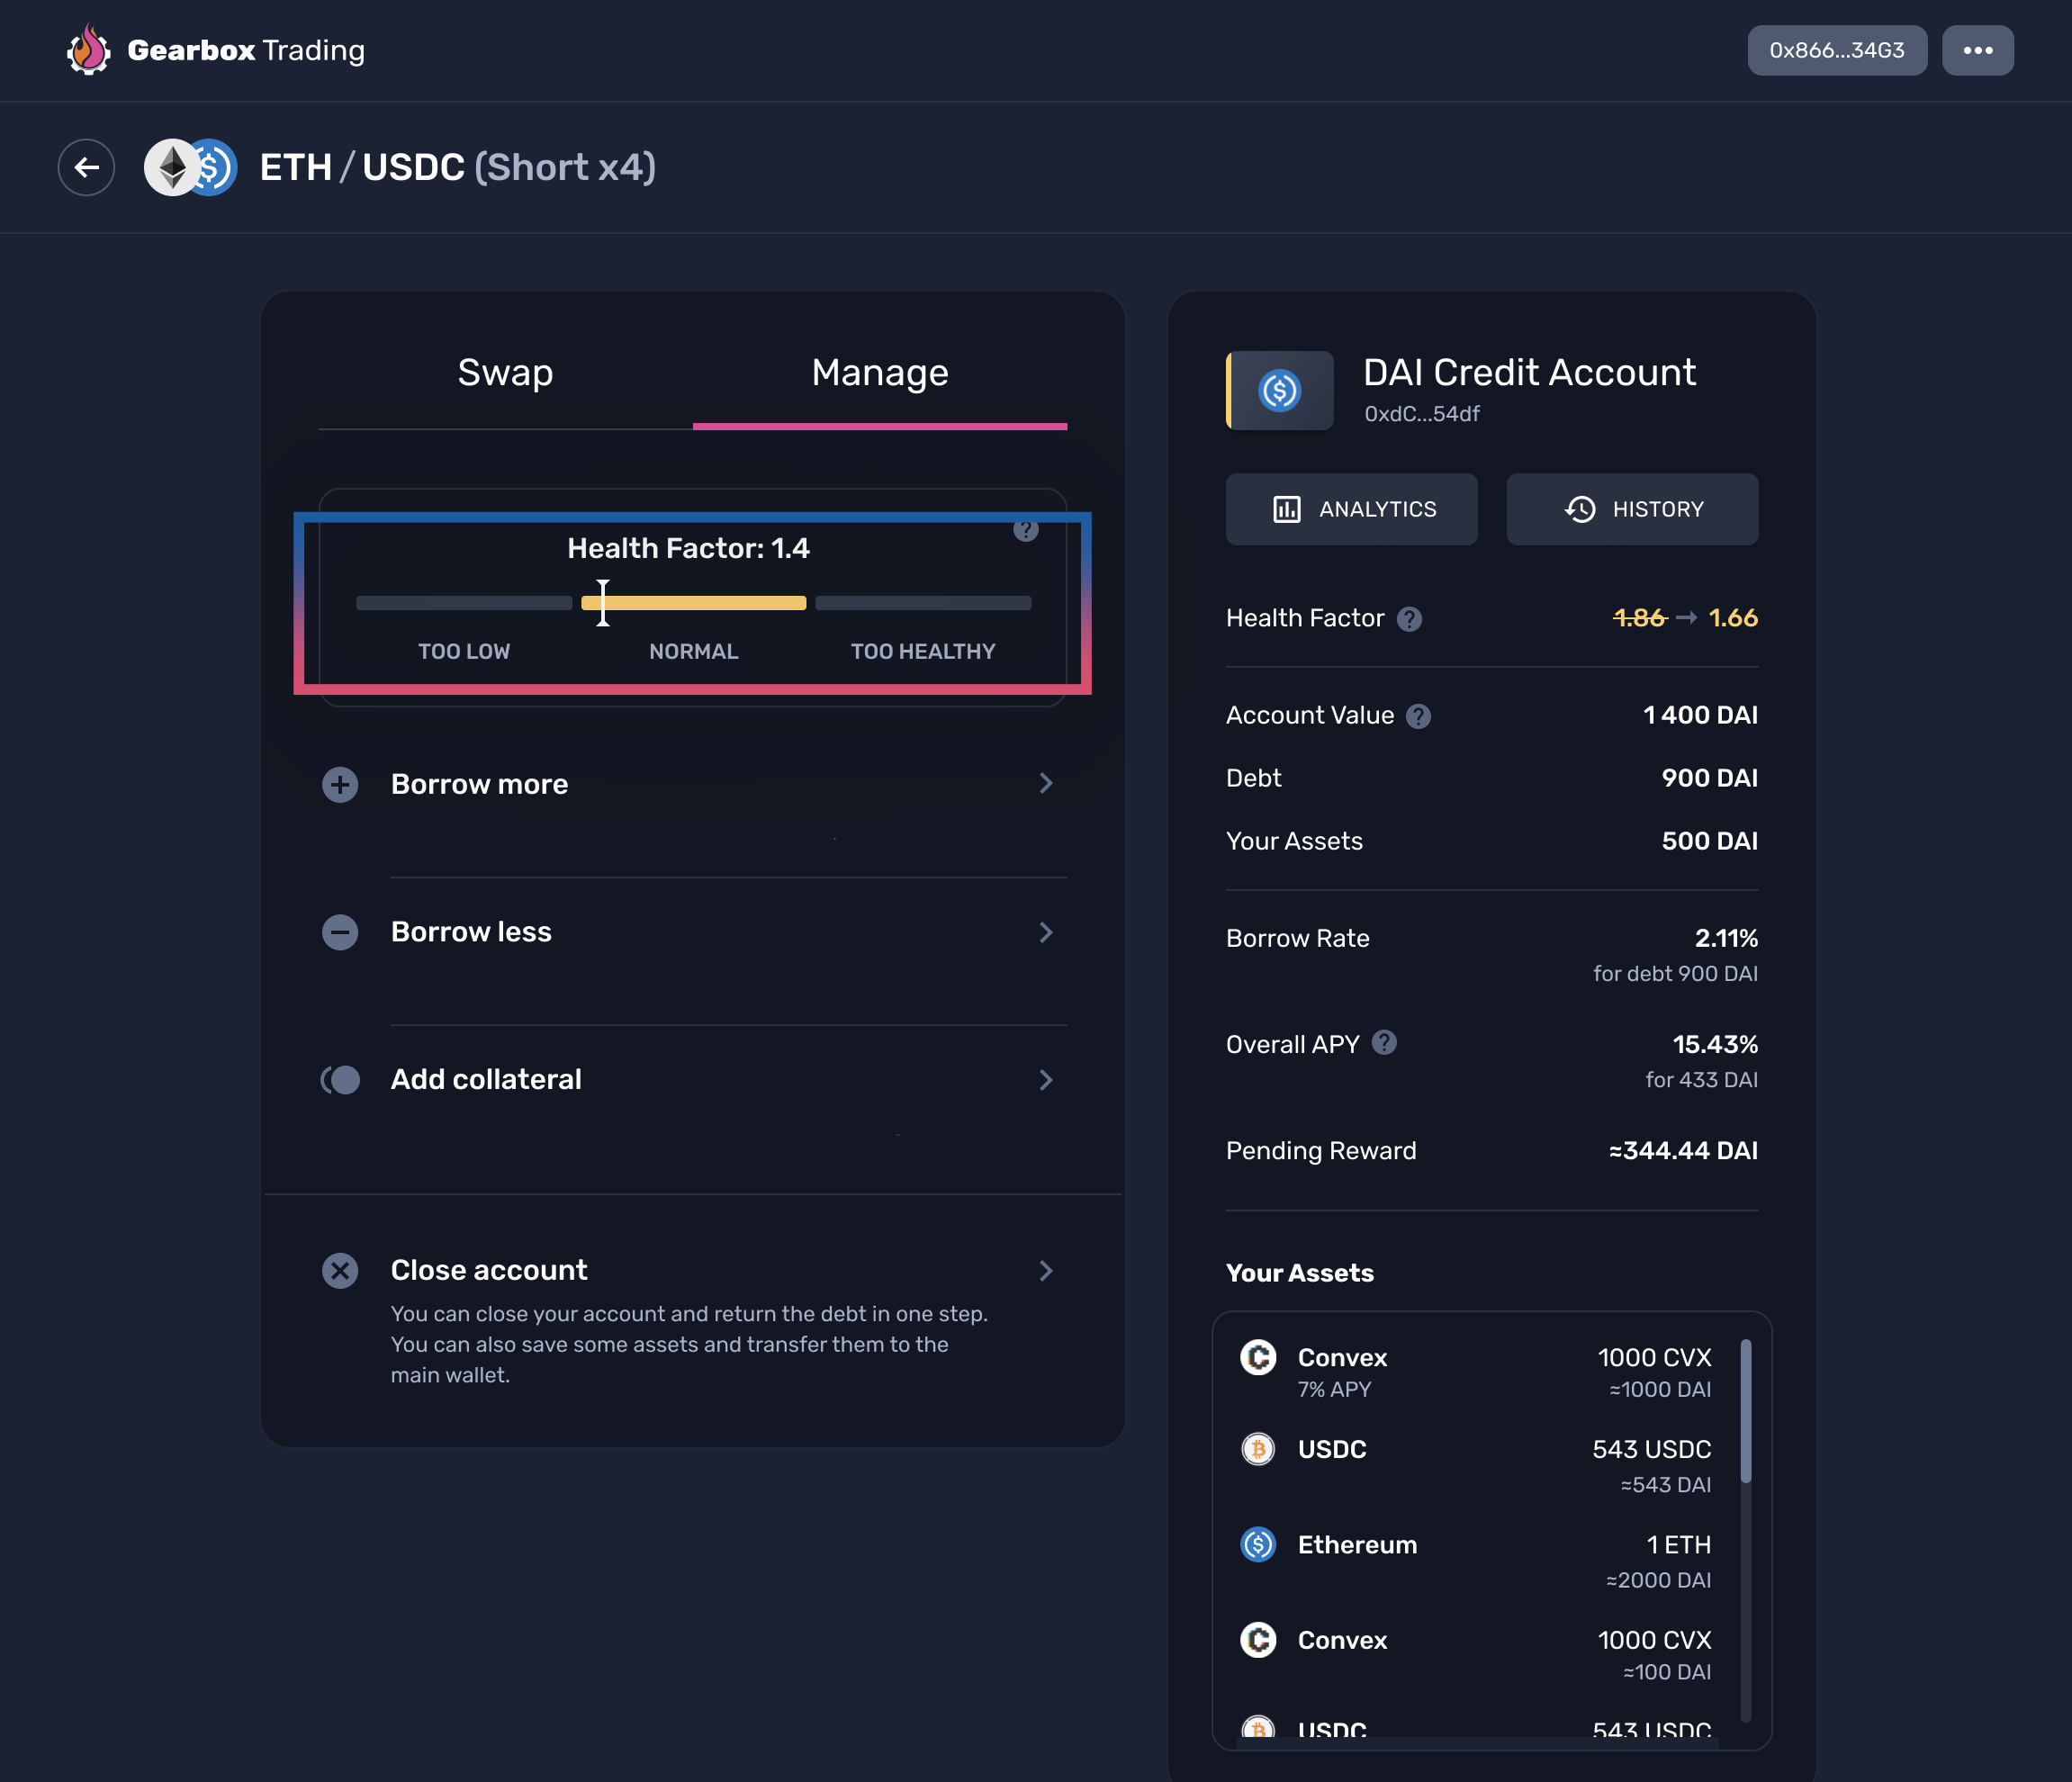 Gearbox Trading
0x866...34G3
ETH / USDC (Short x4)
Swap
Manage
Health Factor: 1.4
?
TOO LOW
NORMAL
TOO HEALTHY
Borrow more
Borrow less
Add collateral
Close account
You can close your account and return the debt in one step.
You can also save some assets and transfer them to the
main wallet.
DAI Credit Account
0xdC...54df
ANALYTICS
HISTORY
Health Factor ? 1.86 → 1.66
Account Value ? 1 400 DAI
Debt 900 DAI
Your Assets 500 DAI
Borrow Rate 2.11%
for debt 900 DAI
Overall APY ? 15.43%
for 433 DAI
Pending Reward ≈344.44 DAI
Your Assets
Convex 1000 CVX
7% APY ≈1000 DAI
USDC 543 USDC
≈543 DAI
Ethereum 1 ETH
≈2000 DAI
Convex 1000 CVX
≈100 DAI
USDC 543 USDC